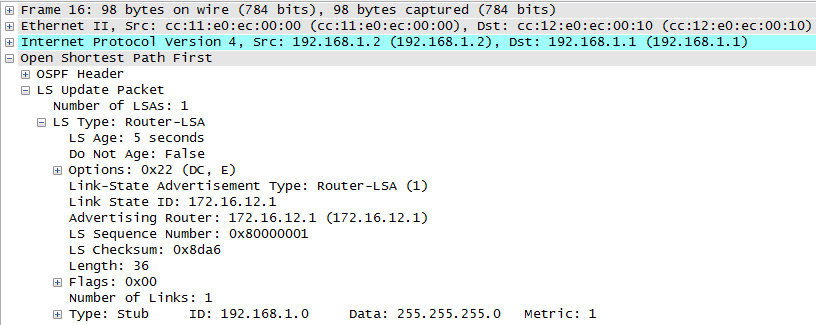 Frame 16: 98 bytes on wire (784 bits), 98 bytes captured (784 bits)
Ethernet II, Src: cc:11:e0:ec:00:00 (cc:11:e0:ec:00:00), Dst: cc:12:e0:ec:00:10 (cc:12:e0:ec:00:10)
Internet Protocol Version 4, Src: 192.168.1.2 (192.168.1.2), Dst: 192.168.1.1 (192.168.1.1)
Open Shortest Path First
OSPF Header
LS Update Packet
Number of LSAs: 1
LS Type: Router-LSA
LS Age: 5 seconds
Do Not Age: False
Options: 0x22 (DC, E)
Link-State Advertisement Type: Router-LSA (1)
Link State ID: 172.16.12.1
Advertising Router: 172.16.12.1 (172.16.12.1)
LS Sequence Number: 0x80000001
LS Checksum: 0x8da6
Length: 36
Flags: 0x00
Number of Links: 1
Type: Stub ID: 192.168.1.0 Data: 255.255.255.0 Metric: 1